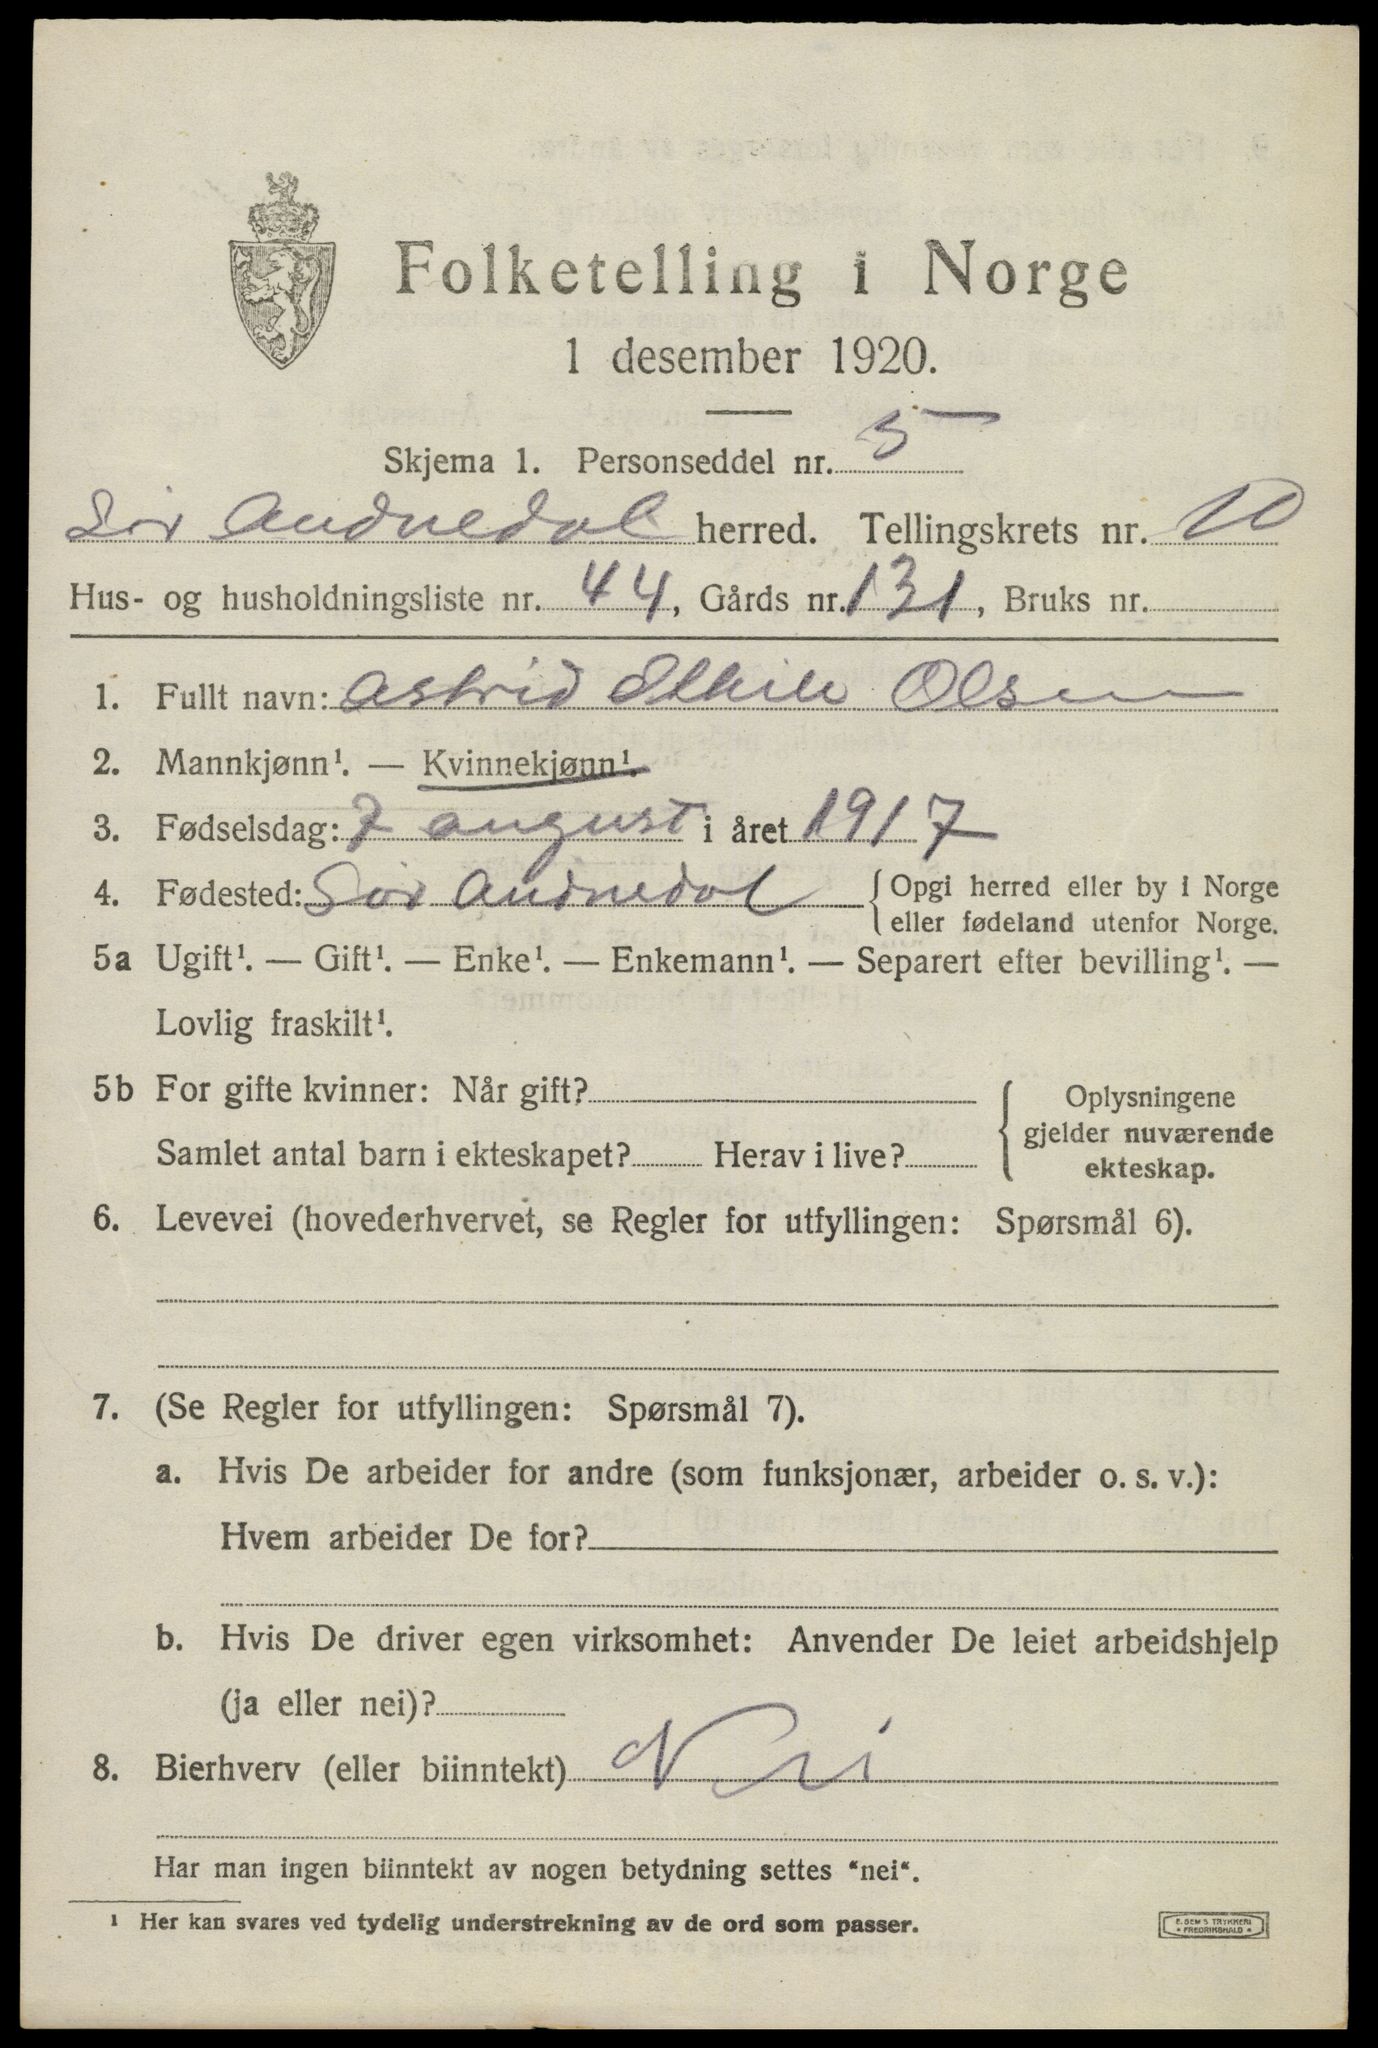 Folketelling i Norge
1 desember 1920.
Skjema 1. Personseddel nr. 5
Sør Audnedal herred. Tellingskrets nr. 10
Hus- og husholdningsliste nr. 44, Gårds nr. 131, Bruks nr.
1. Fullt navn: Astrid Olsen
2. Mannkjønn¹. — Kvinnekjønn¹.
3. Fødselsdag: 7 august i året 1917
4. Fødested: Sør Audnedal {Opgi herred eller by i Norge
eller fødeland utenfor Norge.
5a Ugift¹. — Gift¹. — Enke¹. — Enkemann¹. — Separert efter bevilling¹. —
Lovlig fraskilt¹.
5b For gifte kvinner: Når gift?
Samlet antal barn i ekteskapet? Herav i live?
{ Oplysningene
gjelder nuværende
ekteskap.
6. Levevei (hovederhvervet, se Regler for utfyllingen: Spørsmål 6).
7. (Se Regler for utfyllingen: Spørsmål 7).
a. Hvis De arbeider for andre (som funksjonær, arbeider o. s. v.):
Hvem arbeider De for?
b. Hvis De driver egen virksomhet: Anvender De leiet arbeidshjelp
(ja eller nei)?
8. Bierhverv (eller biinntekt) Nei
Har man ingen biinntekt av nogen betydning settes "nei".
¹ Her kan svares ved tydelig understrekning av de ord som passer.
E. SEM'S TRYKKERI
* FREDRIKSHALD *